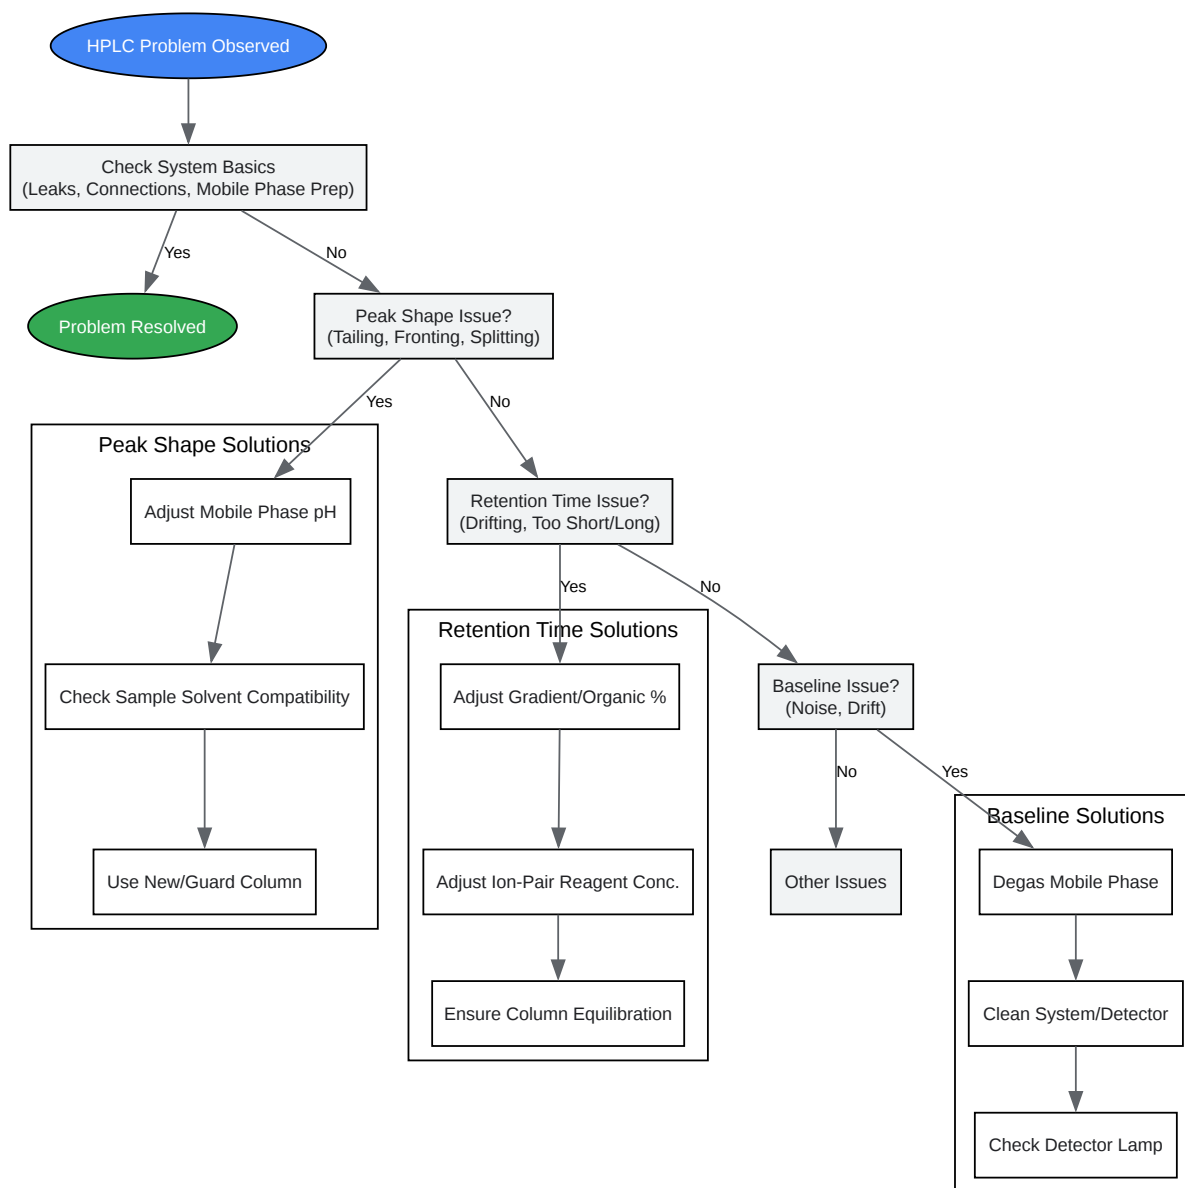 HPLC Problem Observed
Check System Basics
(Leaks, Connections, Mobile Phase Prep)
Yes
No
Problem Resolved
Peak Shape Issue?
(Tailing, Fronting, Splitting)
Yes
No
Peak Shape Solutions
Adjust Mobile Phase pH
Check Sample Solvent Compatibility
Use New/Guard Column
Retention Time Issue?
(Drifting, Too Short/Long)
Yes
No
Retention Time Solutions
Adjust Gradient/Organic %
Adjust Ion-Pair Reagent Conc.
Ensure Column Equilibration
Baseline Issue?
(Noise, Drift)
No
Yes
Other Issues
Baseline Solutions
Degas Mobile Phase
Clean System/Detector
Check Detector Lamp